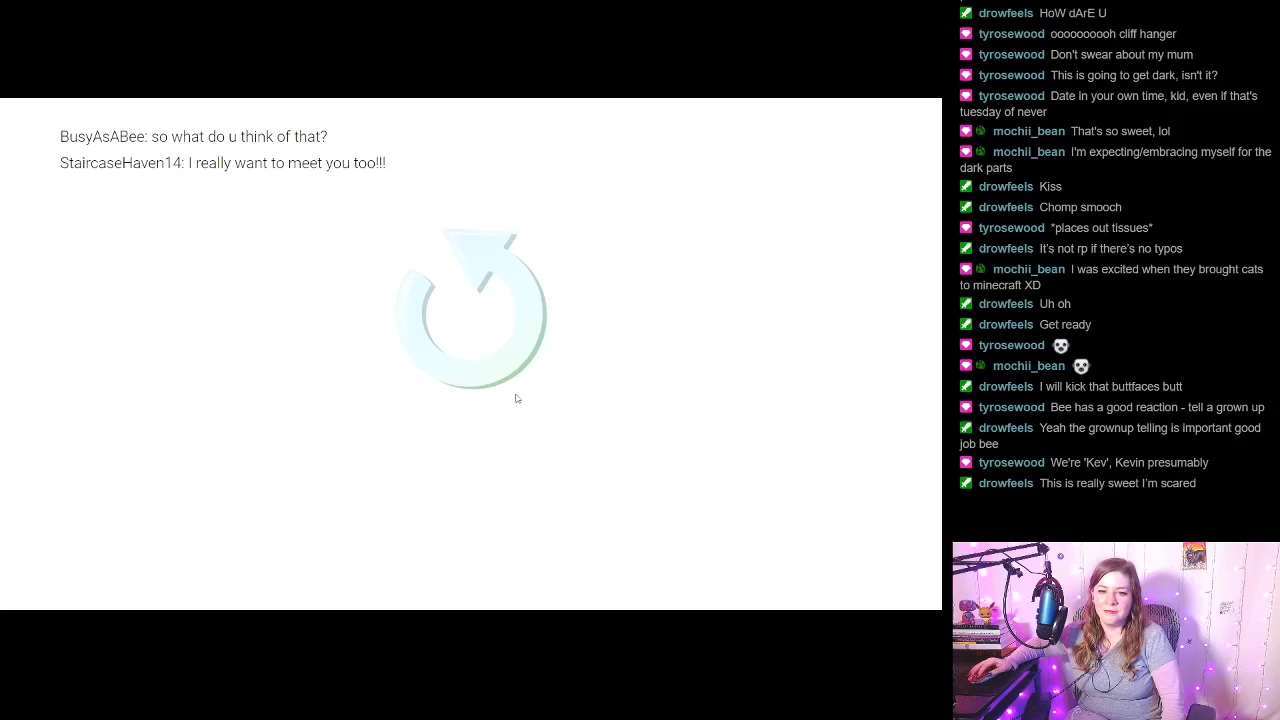 BusyAsABee: so what do u think of that?
StaircaseHaven14: I really want to meet you too!!!
drowfeels HoW dArE U
tyrosewood oooooooooh cliff hanger
tyrosewood Don't swear about my mum
tyrosewood This is going to get dark, isn't it?
tyrosewood Date in your own time, kid, even if that's
tuesday of never
mochii_bean That's so sweet, lol
mochii_bean I'm expecting/embracing myself for the
dark parts
drowfeels Kiss
drowfeels Chomp smooch
tyrosewood *places out tissues*
drowfeels It's not rp if there's no typos
mochii_bean I was excited when they brought cats
to minecraft XD
drowfeels Uh oh
drowfeels Get ready
tyrosewood
mochii_bean
drowfeels I will kick that buttfaces butt
tyrosewood Bee has a good reaction - tell a grown up
drowfeels Yeah the grownup telling is important good
job bee
tyrosewood We're 'Kev', Kevin presumably
drowfeels This is really sweet I'm scared